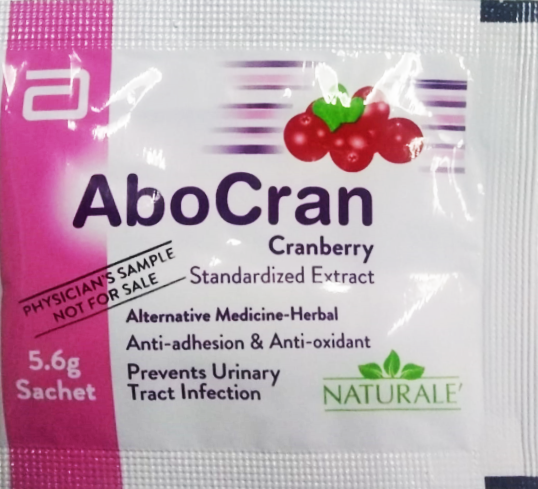 AboCran
Cranberry
Standardized Extract
PHYSICIAN'S SAMPLE
NOT FOR SALE
Alternative Medicine-Herbal
Anti-adhesion & Anti-oxidant
5.6g
Sachet
Prevents Urinary
Tract Infection
NATURALE'